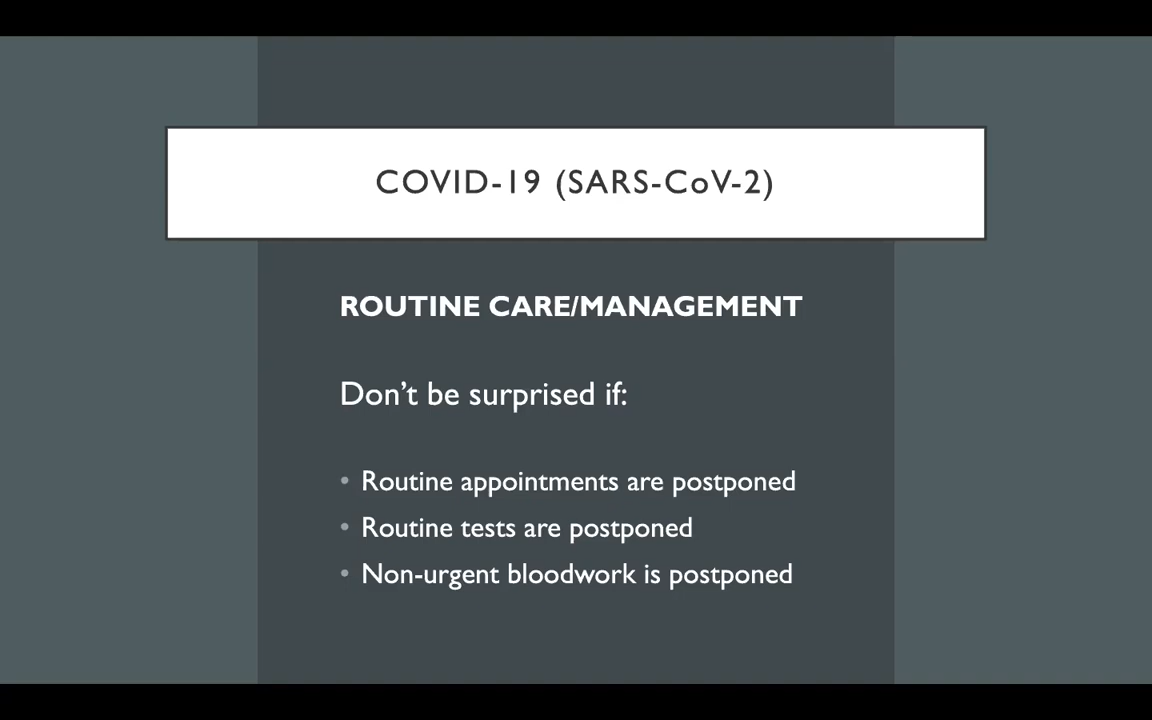 COVID-19 (SARS-CoV-2)
ROUTINE CARE/MANAGEMENT
Don’t be surprised if:
• Routine appointments are postponed
• Routine tests are postponed
• Non-urgent bloodwork is postponed